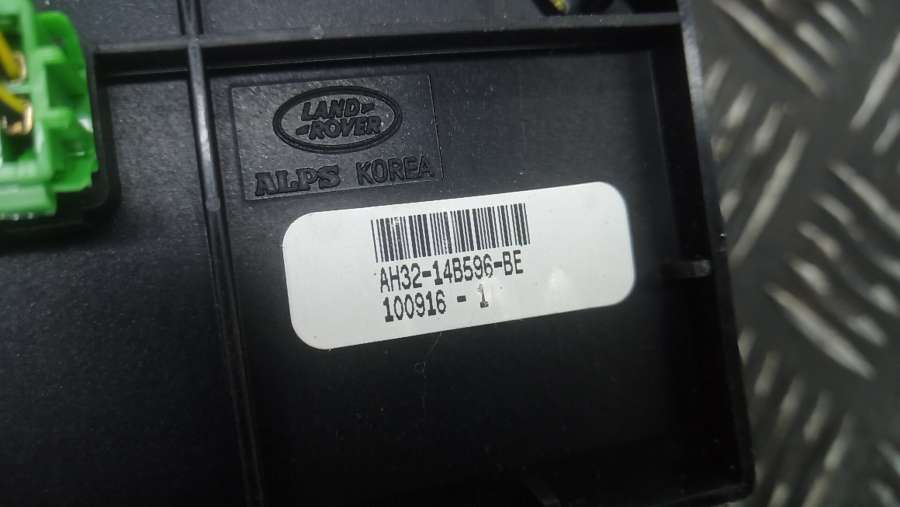 LAND
ROVER
ALPS KOREA
AH32-14B596-BE
100916 - 1